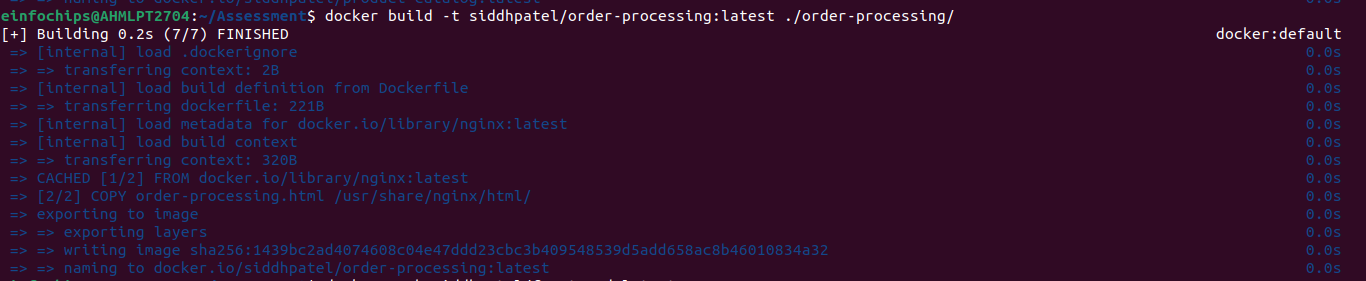 einfochips@AHMLPT2704:~/Assessment$ docker build -t siddhpatel/order-processing:latest ./order-processing/
[+] Building 0.2s (7/7) FINISHED docker:default
=> [internal] load .dockerignore 0.0s
=> => transferring context: 2B 0.0s
=> [internal] load build definition from Dockerfile 0.0s
=> => transferring dockerfile: 221B 0.0s
=> [internal] load metadata for docker.io/library/nginx:latest 0.0s
=> [internal] load build context 0.0s
=> => transferring context: 320B 0.0s
=> CACHED [1/2] FROM docker.io/library/nginx:latest 0.0s
=> [2/2] COPY order-processing.html /usr/share/nginx/html/ 0.0s
=> exporting to image 0.0s
=> => exporting layers 0.0s
=> => writing image sha256:1439bc2ad4074608c04e47ddd23cbc3b409548539d5add658ac8b46010834a32 0.0s
=> => naming to docker.io/siddhpatel/order-processing:latest 0.0s